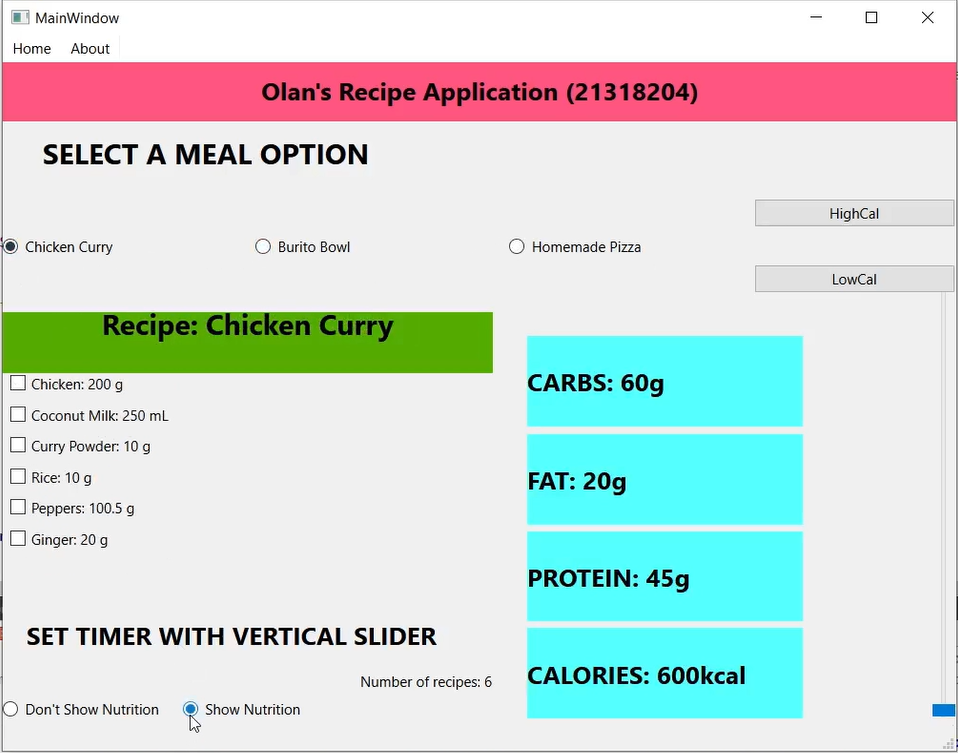 MainWindow
Home About
Olan's Recipe Application (21318204)
SELECT A MEAL OPTION
HighCal
Chicken Curry Burito Bowl Homemade Pizza
LowCal
Recipe: Chicken Curry
Chicken: 200 g
Coconut Milk: 250 mL
Curry Powder: 10 g
Rice: 10 g
Peppers: 100.5 g
Ginger: 20 g
CARBS: 60g
FAT: 20g
PROTEIN: 45g
CALORIES: 600kcal
SET TIMER WITH VERTICAL SLIDER
Number of recipes: 6
Don't Show Nutrition Show Nutrition